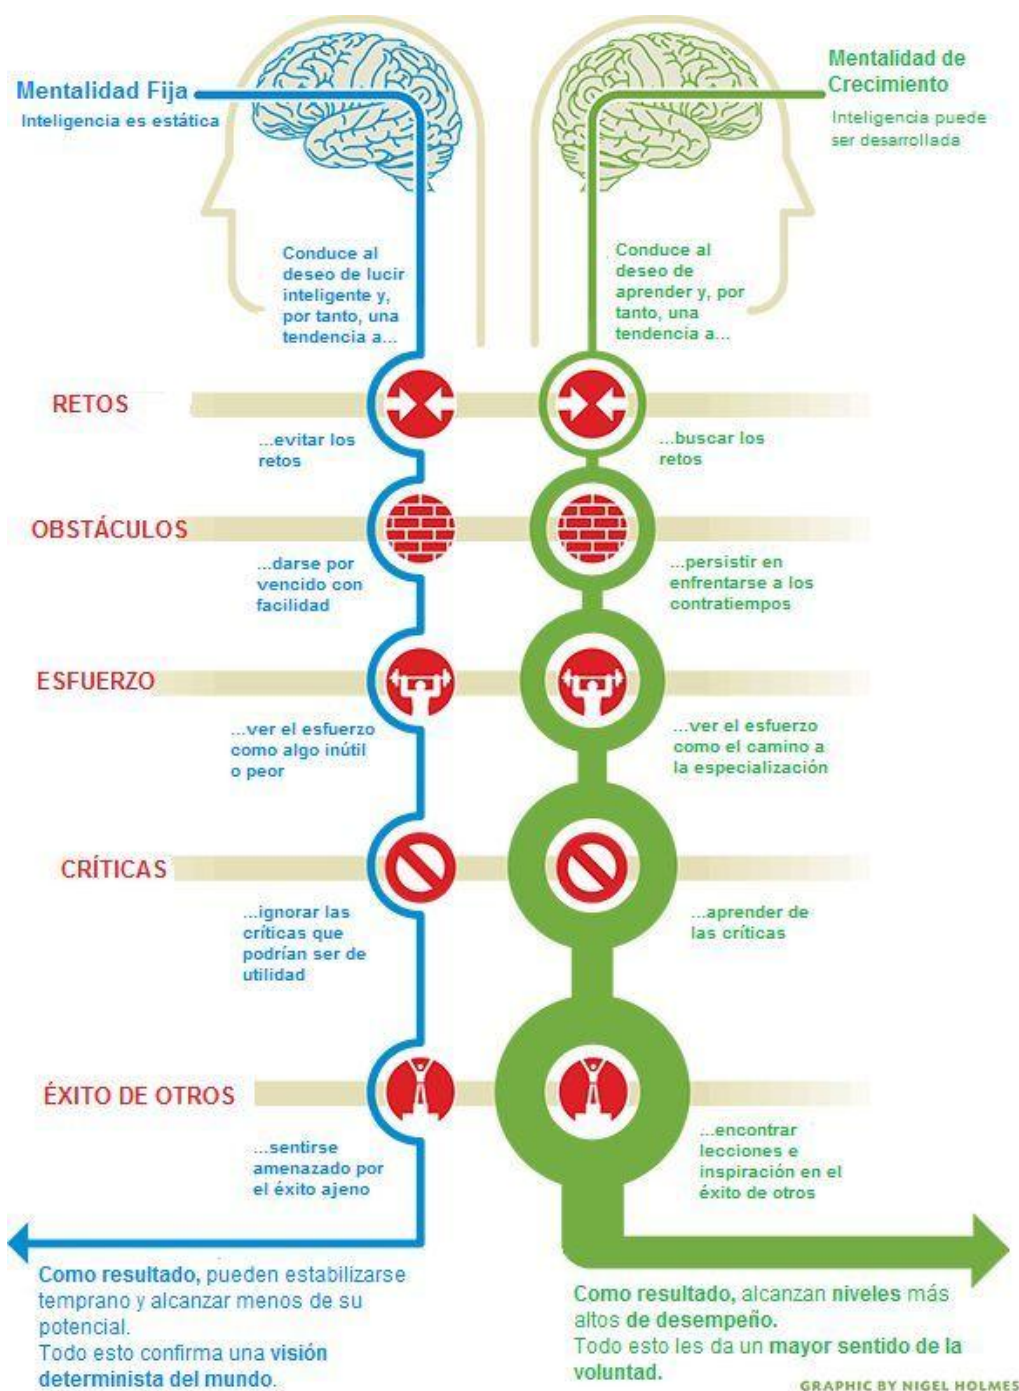 Mentalidad Fija
Inteligencia es estática
Mentalidad de
Crecimiento
Inteligencia puede
ser desarrollada
Conduce al
deseo de lucir
inteligente y,
por tanto, una
tendencia a...
Conduce al
deseo de
aprender y, por
tanto, una
tendencia a...
RETOS
...evitar los
retos
...buscar los
retos
OBSTÁCULOS
...darse por
vencido con
facilidad
...persistir en
enfrentarse a los
contratiempos
ESFUERZO
...ver el esfuerzo
como algo inútil
o peor
...ver el esfuerzo
como el camino a
la especialización
CRÍTICAS
...ignorar las
críticas que
podrían ser de
utilidad
...aprender de
las críticas
ÉXITO DE OTROS
...sentirse
amenazado por
el éxito ajeno
...encontrar
lecciones e
inspiración en el
éxito de otros
Como resultado, pueden estabilizarse
temprano y alcanzar menos de su
potencial.
Todo esto confirma una visión
determinista del mundo.
Como resultado, alcanzan niveles más
altos de desempeño.
Todo esto les da un mayor sentido de la
voluntad.
GRAPHIC BY NIGEL HOLMES